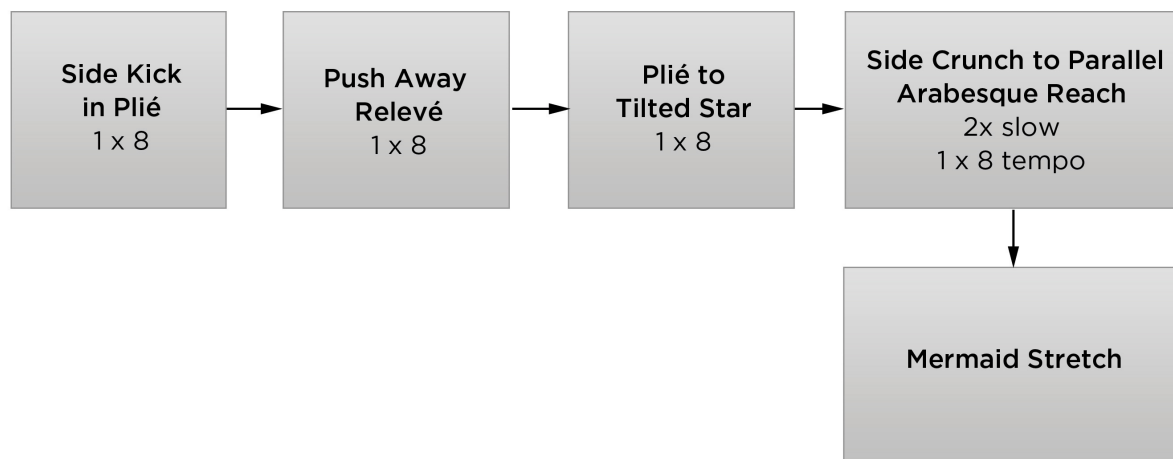 Side Kick
in Plié
1 x 8
Push Away
Relevé
1 x 8
Plié to
Tilted Star
1 x 8
Side Crunch to Parallel
Arabesque Reach
2x slow
1 x 8 tempo
Mermaid Stretch